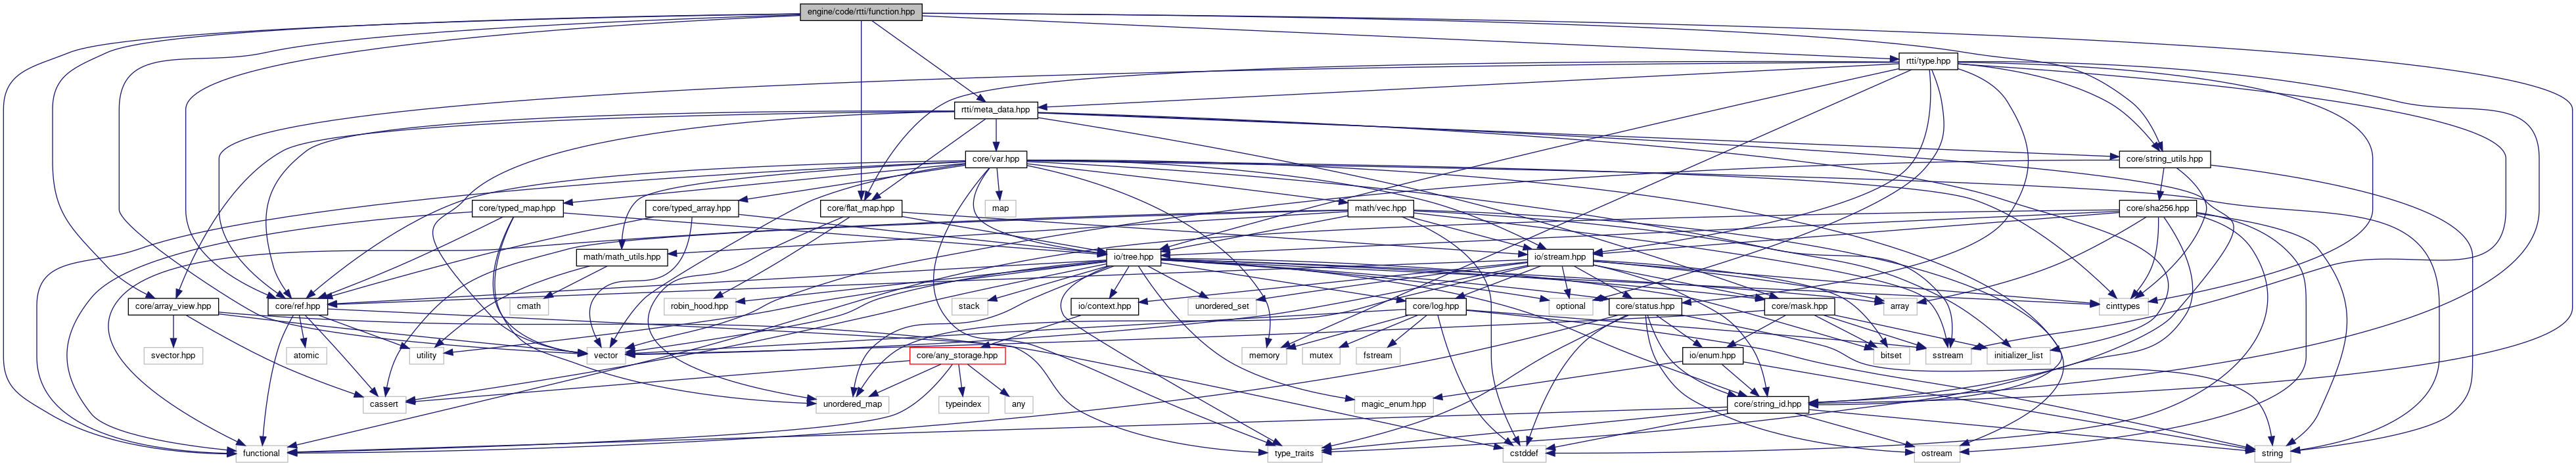 engine/code/rtti/function.hpp
rtti/type.hpp
rtti/meta_data.hpp
core/var.hpp
core/string_utils.hpp
core/typed_map.hpp
core/typed_array.hpp
core/flat_map.hpp
map
math/vec.hpp
core/sha256.hpp
math/math_utils.hpp
io/tree.hpp
io/stream.hpp
core/array_view.hpp
core/ref.hpp
cmath
robin_hood.hpp
stack
io/context.hpp
unordered_set
core/log.hpp
optional
core/status.hpp
core/mask.hpp
array
cinttypes
svector.hpp
atomic
utility
vector
core/any_storage.hpp
memory
mutex
fstream
io/enum.hpp
bitset
sstream
initializer_list
cassert
unordered_map
typeindex
any
magic_enum.hpp
core/string_id.hpp
functional
type_traits
cstddef
ostream
string